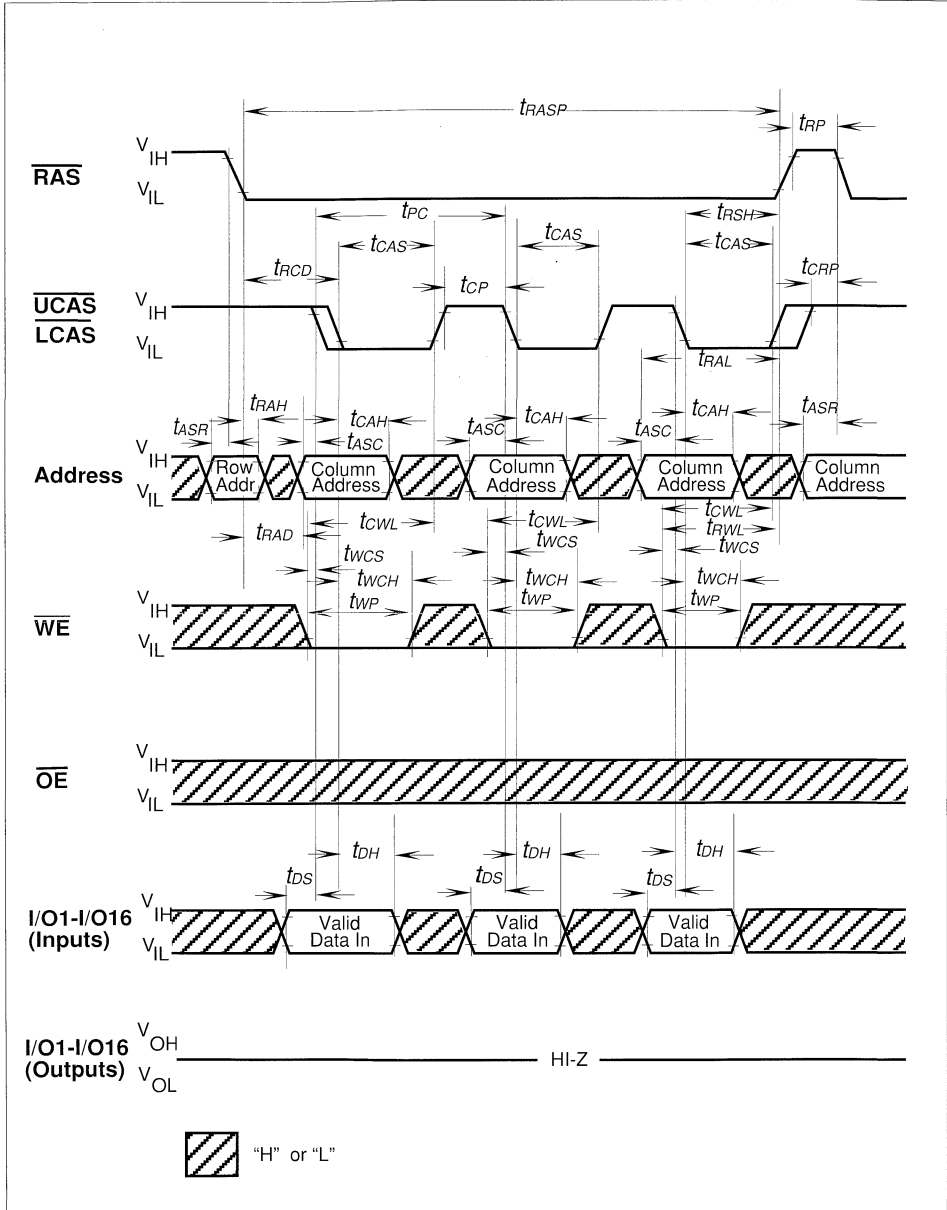 tRASP
tRP
RAS
VIH
VIL
tPC
tRSH
tCAS
tCAS
tCAS
tRCD
tCP
tCRP
UCAS
LCAS
VIH
VIL
tRAL
tRAH
tASR
tCAH
tASC
tASC
tCAH
tASC
tCAH
tASR
Address
VIH
VIL
Row Addr
Column Address
Column Address
Column Address
Column Address
tRAD
tCWL
tCWL
tCWL
tRWL
tWCS
tWCS
tWCS
tWCH
tWCH
tWCH
tWP
tWP
tWP
WE
VIH
VIL
OE
VIH
VIL
tDH
tDH
tDH
tDS
tDS
tDS
I/O1-I/O16
(Inputs)
VIH
VIL
Valid Data In
Valid Data In
Valid Data In
I/O1-I/O16
(Outputs)
VOH
VOL
HI-Z
“H” or “L”